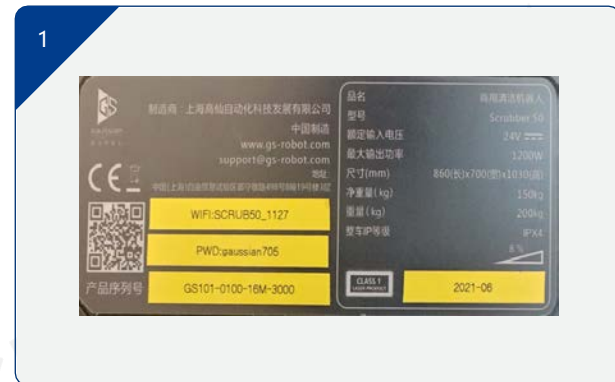 1
GS
制造商：上海高仙自动化科技发展有限公司
中国制造
www.gs-robot.com
support@gs-robot.com
地址:
WIFI:SCRUB50_1127
PWD:gaussian705
产品序列号
GS101-0100-16M-3000
品名 商用清洁机器人
型号 Scrubber 50
额定输入电压 24V
最大输出功率 1200W
尺寸(mm) 860(长)x700(宽)x1030(高)
净重量(kg) 150kg
重量(kg) 200kg
整车IP等级 IPX4
8%
CLASS 1
LASER PRODUCT
2021-06